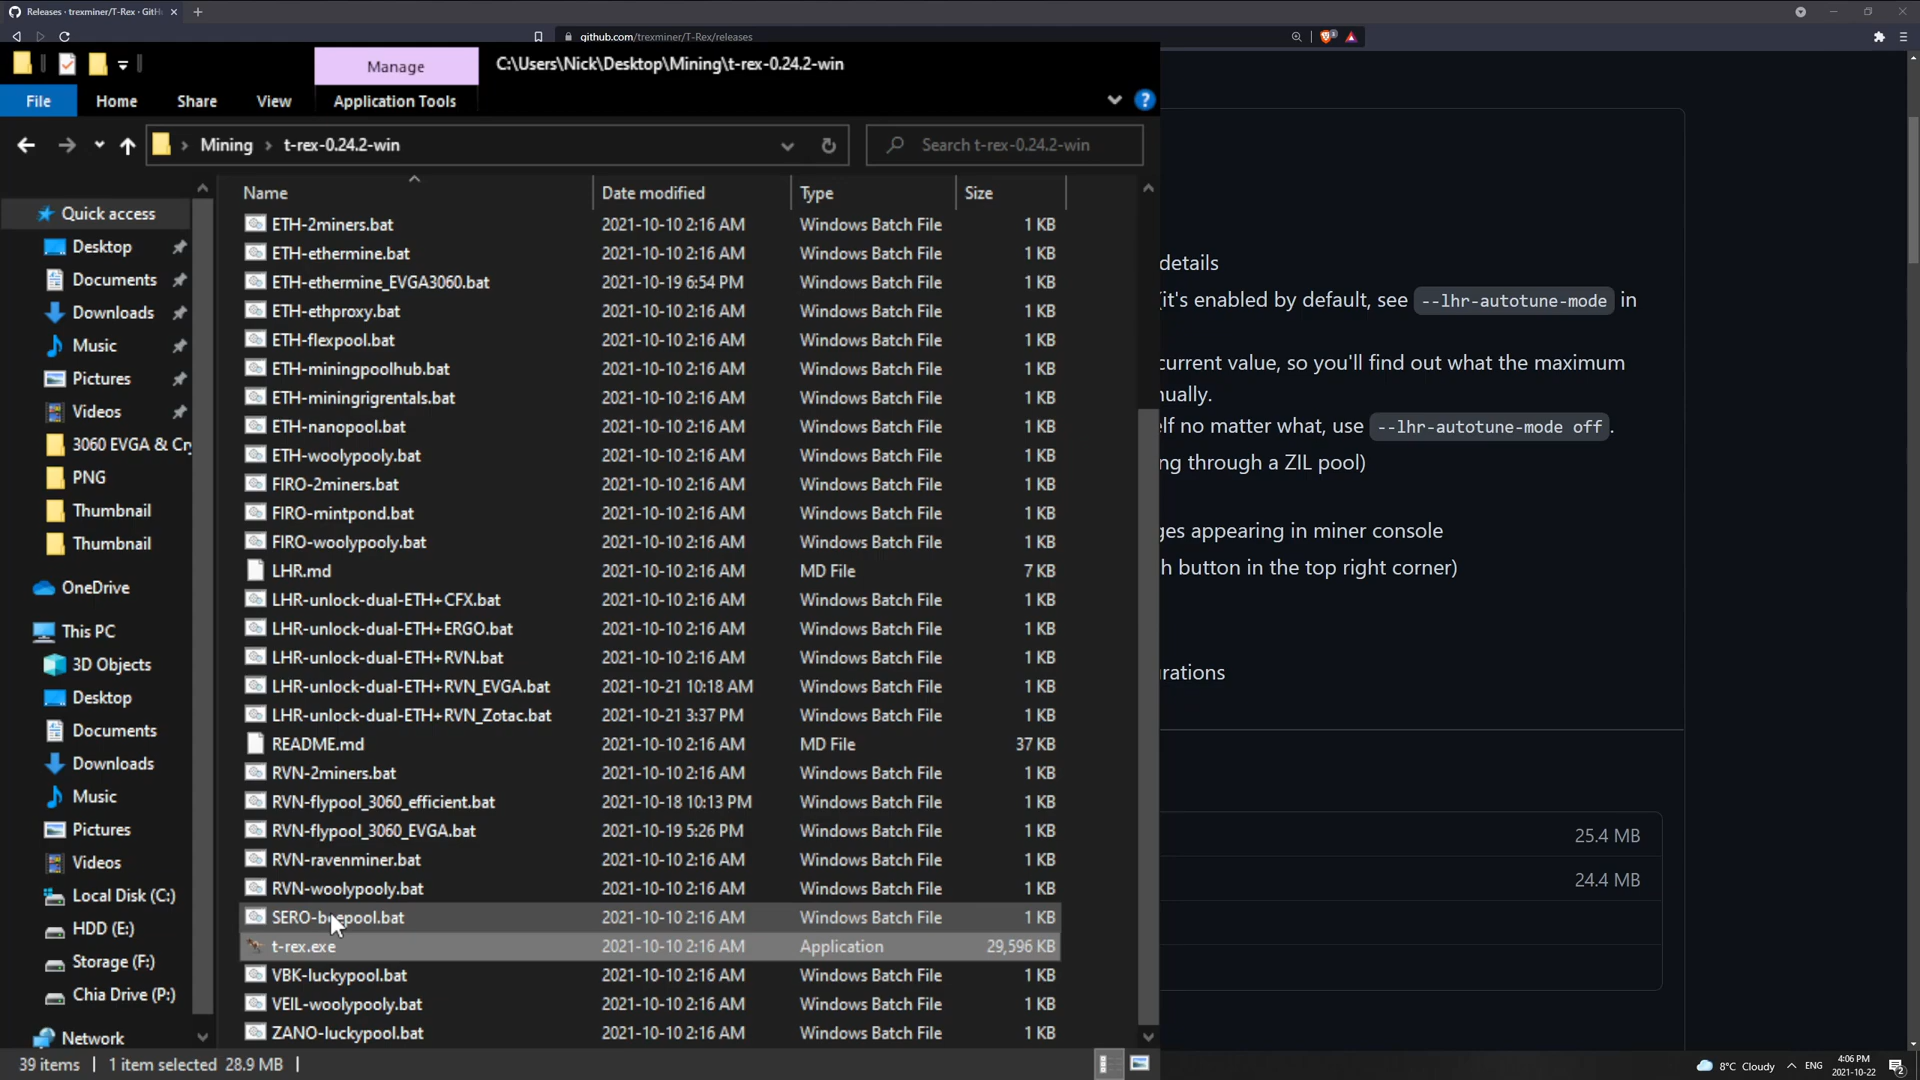 Releases · trexminer/T-Rex · GitH
github.com/trexminer/T-Rex/releases
Manage
C:\Users\Nick\Desktop\Mining\t-rex-0.24.2-win
File
Home
Share
View
Application Tools
Mining
t-rex-0.24.2-win
Search t-rex-0.24.2-win
Name Date modified Type Size
Quick access
Desktop
Documents
Downloads
Music
Pictures
Videos
3060 EVGA & Cry
PNG
Thumbnail
Thumbnail
OneDrive
This PC
3D Objects
Desktop
Documents
Downloads
Music
Pictures
Videos
Local Disk (C:)
HDD (E:)
Storage (F:)
Chia Drive (P:)
Network
ETH-2miners.bat 2021-10-10 2:16 AM Windows Batch File 1 KB
ETH-ethermine.bat 2021-10-10 2:16 AM Windows Batch File 1 KB
ETH-ethermine_EVGA3060.bat 2021-10-19 6:54 PM Windows Batch File 1 KB
ETH-ethproxy.bat 2021-10-10 2:16 AM Windows Batch File 1 KB
ETH-flexpool.bat 2021-10-10 2:16 AM Windows Batch File 1 KB
ETH-miningpoolhub.bat 2021-10-10 2:16 AM Windows Batch File 1 KB
ETH-miningrigrentals.bat 2021-10-10 2:16 AM Windows Batch File 1 KB
ETH-nanopool.bat 2021-10-10 2:16 AM Windows Batch File 1 KB
ETH-woolypooly.bat 2021-10-10 2:16 AM Windows Batch File 1 KB
FIRO-2miners.bat 2021-10-10 2:16 AM Windows Batch File 1 KB
FIRO-mintpond.bat 2021-10-10 2:16 AM Windows Batch File 1 KB
FIRO-woolypooly.bat 2021-10-10 2:16 AM Windows Batch File 1 KB
LHR.md 2021-10-10 2:16 AM MD File 7 KB
LHR-unlock-dual-ETH+CFX.bat 2021-10-10 2:16 AM Windows Batch File 1 KB
LHR-unlock-dual-ETH+ERGO.bat 2021-10-10 2:16 AM Windows Batch File 1 KB
LHR-unlock-dual-ETH+RVN.bat 2021-10-10 2:16 AM Windows Batch File 1 KB
LHR-unlock-dual-ETH+RVN_EVGA.bat 2021-10-21 10:18 AM Windows Batch File 1 KB
LHR-unlock-dual-ETH+RVN_Zotac.bat 2021-10-21 3:37 PM Windows Batch File 1 KB
README.md 2021-10-10 2:16 AM MD File 37 KB
RVN-2miners.bat 2021-10-10 2:16 AM Windows Batch File 1 KB
RVN-flypool_3060_efficient.bat 2021-10-18 10:13 PM Windows Batch File 1 KB
RVN-flypool_3060_EVGA.bat 2021-10-19 5:26 PM Windows Batch File 1 KB
RVN-ravenminer.bat 2021-10-10 2:16 AM Windows Batch File 1 KB
RVN-woolypooly.bat 2021-10-10 2:16 AM Windows Batch File 1 KB
SERO-beepool.bat 2021-10-10 2:16 AM Windows Batch File 1 KB
t-rex.exe 2021-10-10 2:16 AM Application 29,596 KB
VBK-luckypool.bat 2021-10-10 2:16 AM Windows Batch File 1 KB
VEIL-woolypooly.bat 2021-10-10 2:16 AM Windows Batch File 1 KB
ZANO-luckypool.bat 2021-10-10 2:16 AM Windows Batch File 1 KB
39 items 1 item selected 28.9 MB
details
(it's enabled by default, see --lhr-autotune-mode in
current value, so you'll find out what the maximum
nually.
elf no matter what, use --lhr-autotune-mode off.
ng through a ZIL pool)
ges appearing in miner console
h button in the top right corner)
urations
25.4 MB
24.4 MB
8°C Cloudy
ENG
4:06 PM
2021-10-22
2